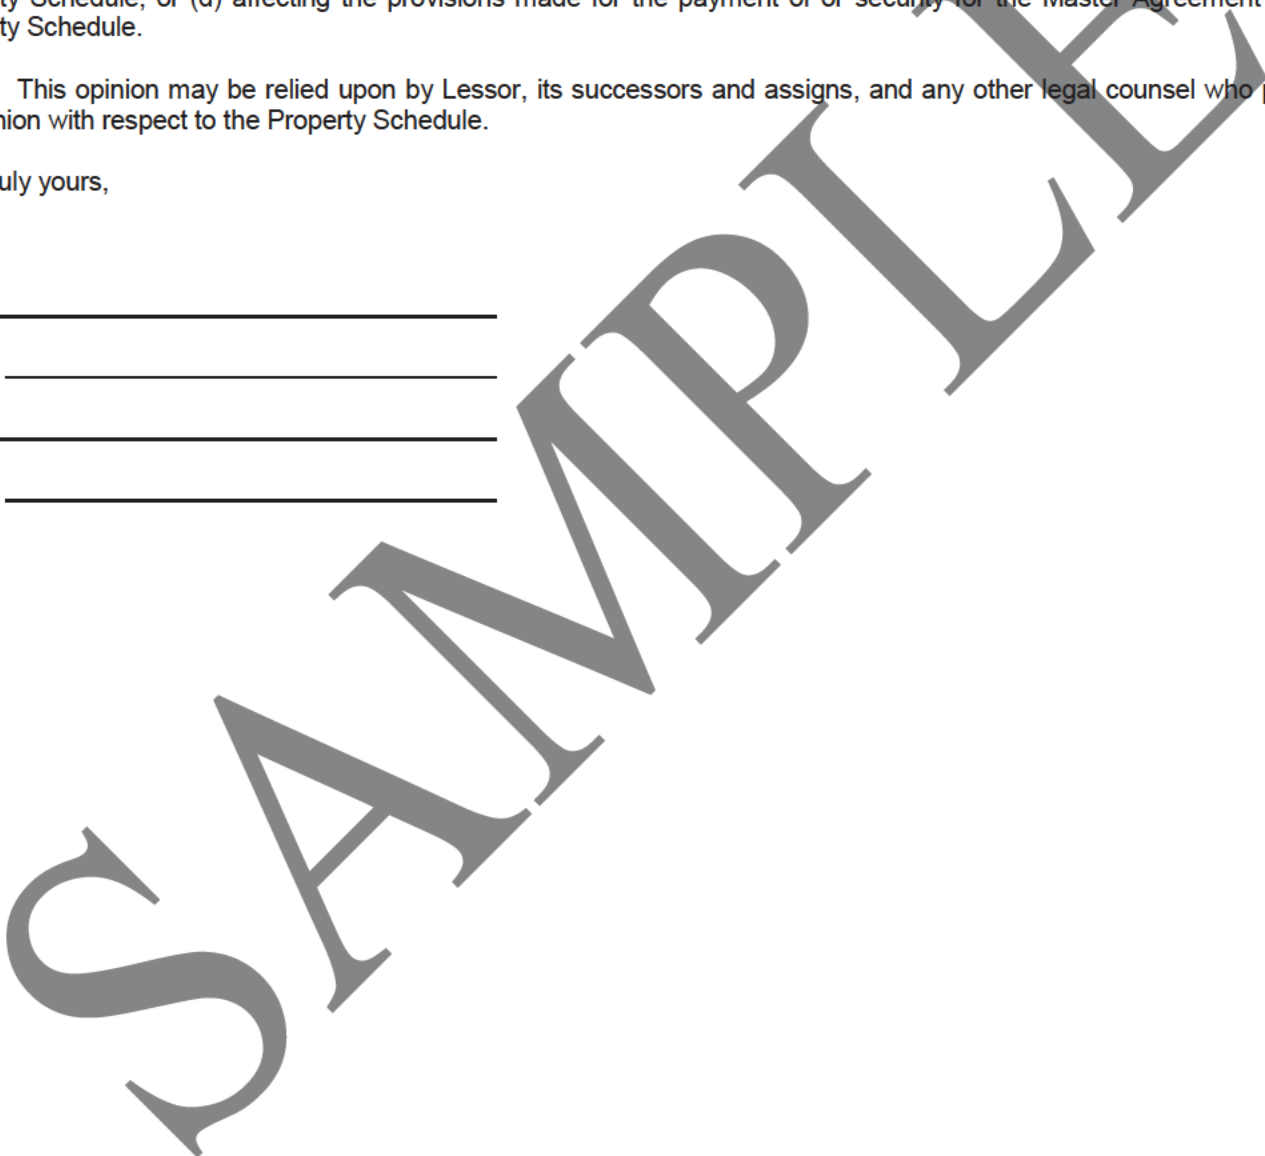 ty Schedule, or (d) affecting the provisions made for the payment of or security for the Master Agreement
ty Schedule.
This opinion may be relied upon by Lessor, its successors and assigns, and any other legal counsel who p
nion with respect to the Property Schedule.
uly yours,
SAMPLE